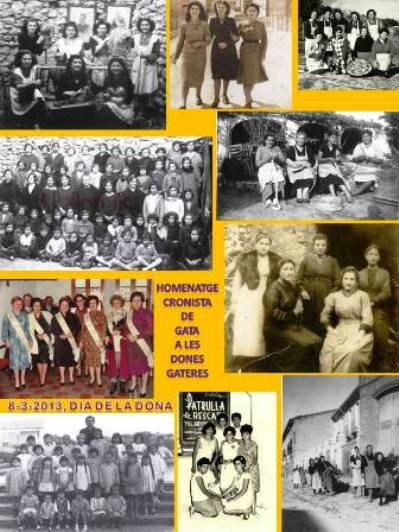 HOMENATGE
CRONISTA
DE
GATA
A LES
DONES
GATERES
8-3-2013, DIA DE LA DONA
PATRULLA
RESCA